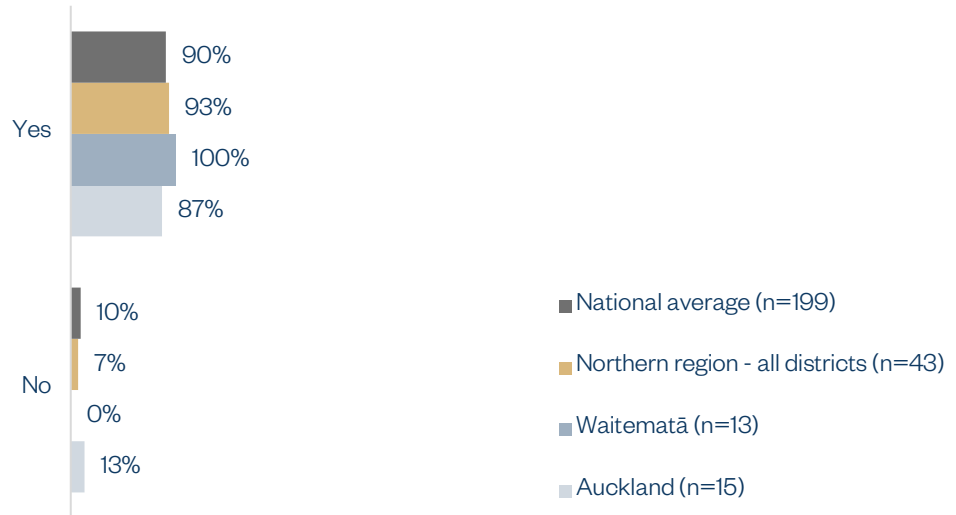 90%
93%
Yes
100%
87%
10%
7%
No
0%
13%
National average (n=199)
Northern region - all districts (n=43)
Waitematā (n=13)
Auckland (n=15)